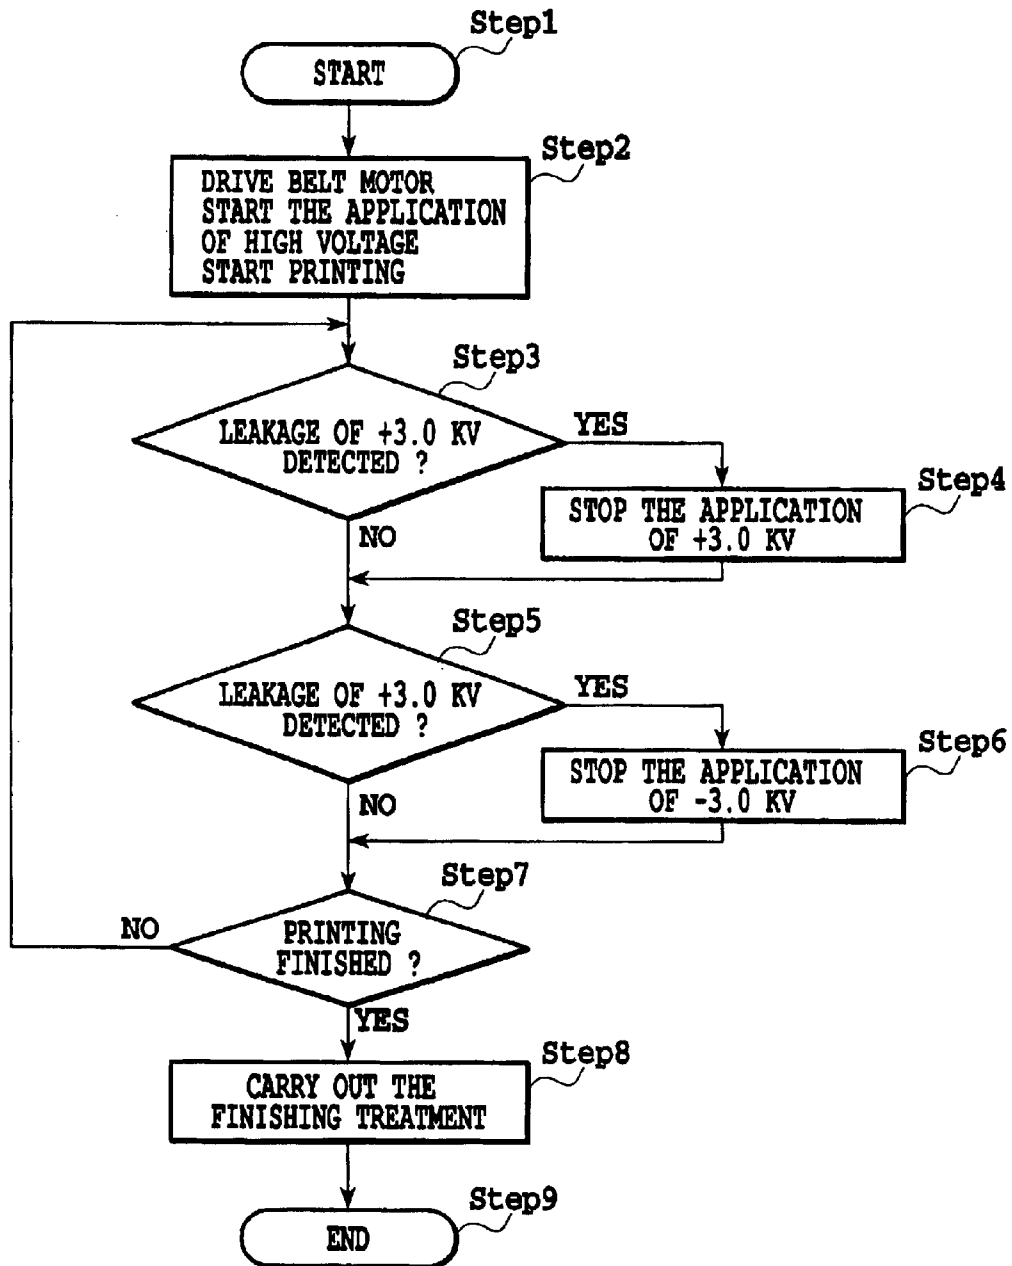 Step1
START
Step2
DRIVE BELT MOTOR
START THE APPLICATION
OF HIGH VOLTAGE
START PRINTING
Step3
LEAKAGE OF +3.0 KV
DETECTED ?
YES
Step4
STOP THE APPLICATION
OF +3.0 KV
NO
Step5
LEAKAGE OF +3.0 KV
DETECTED ?
YES
Step6
STOP THE APPLICATION
OF -3.0 KV
NO
Step7
NO
PRINTING
FINISHED ?
YES
Step8
CARRY OUT THE
FINISHING TREATMENT
Step9
END